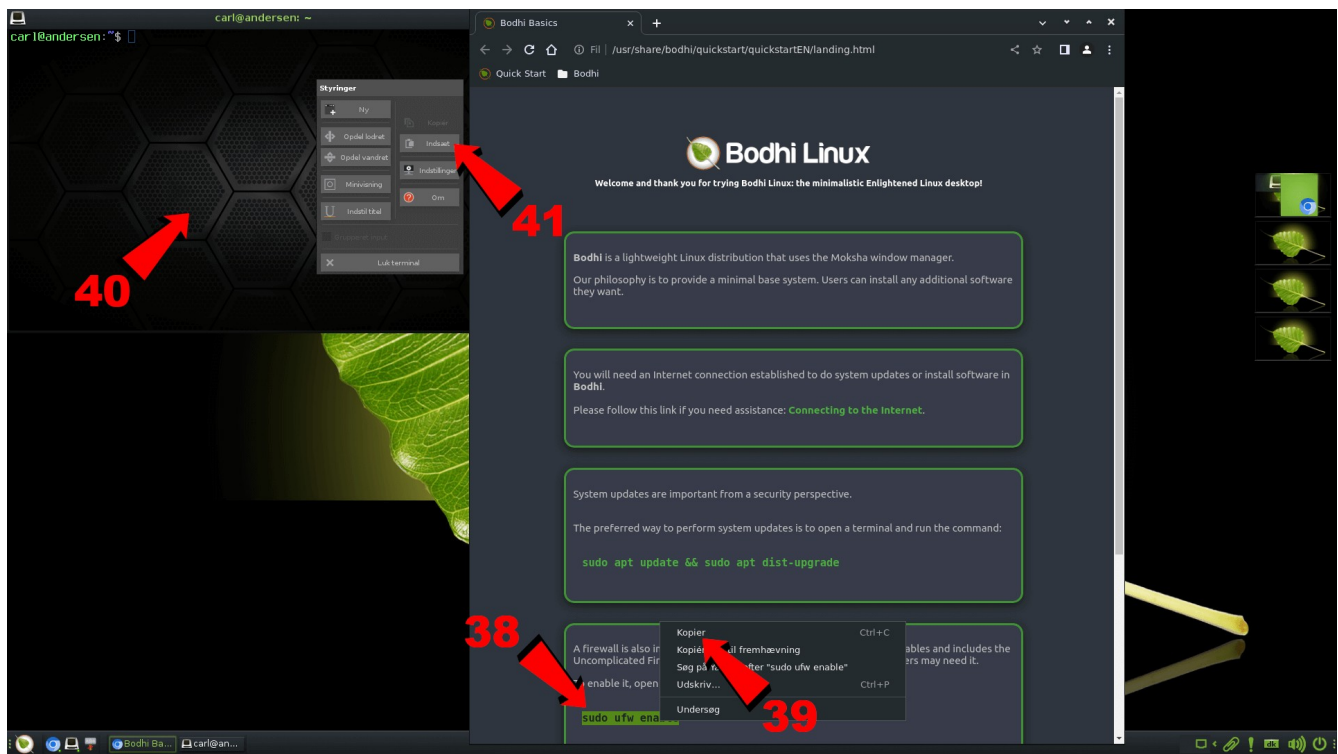 carl@andersen: ~
carl@andersen:~$
Styringer
Ny
Kopier
Opdel lodret
Indsæt
Opdel vandret
Indstillinger
Minivisning
Om
Indstil titel
Luk terminal
40
41
Bodhi Basics
Fil
/usr/share/bodhi/quickstart/quickstartEN/landing.html
Quick Start
Bodhi
Bodhi Linux
Welcome and thank you for trying Bodhi Linux: the minimalistic Enlightened Linux desktop!
Bodhi is a lightweight Linux distribution that uses the Moksha window manager.
Our philosophy is to provide a minimal base system. Users can install any additional software
they want.
You will need an Internet connection established to do system updates or install software in
Bodhi.
Please follow this link if you need assistance: Connecting to the Internet.
System updates are important from a security perspective.
The preferred way to perform system updates is to open a terminal and run the command:
sudo apt update && sudo apt dist-upgrade
38
A firewall is also in
ables and includes the
Uncomplicated Fir
ers may need it.
enable it, open
sudo ufw ena
Kopier Ctrl+C
til fremhævning
Søg på efter "sudo ufw enable"
Udskriv... Ctrl+P
Undersøg
39
Bodhi Ba...
carl@an...
dk